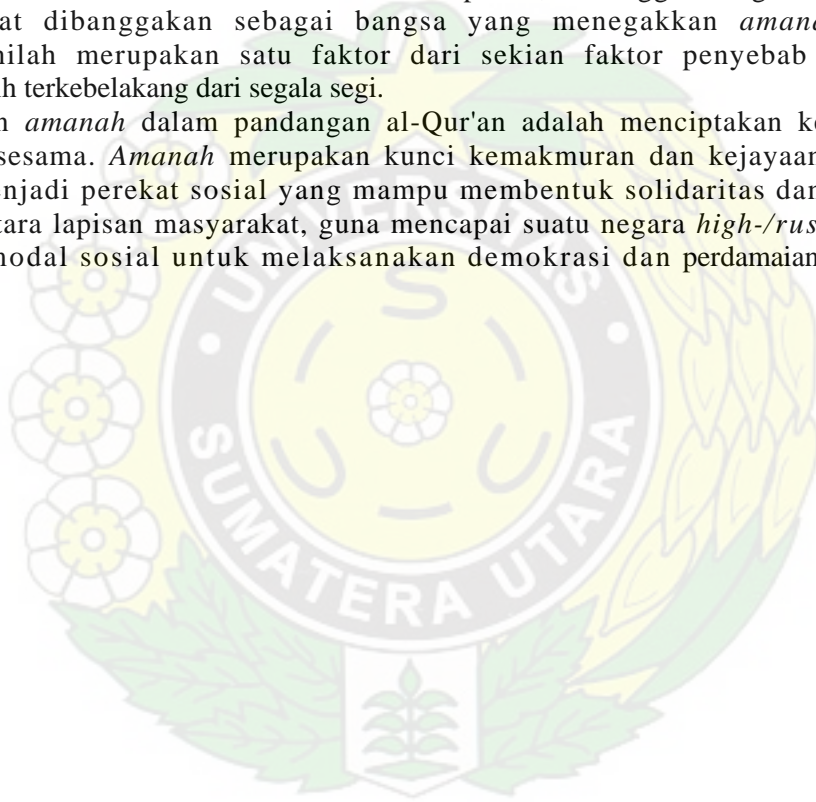 at dibanggakan sebagai bangsa yang menegakkan amana
nilah merupakan satu faktor dari sekian faktor penyebab
h terkebelakang dari segala segi.
n amanah dalam pandangan al-Qur'an adalah menciptakan ke
sesama. Amanah merupakan kunci kemakmuran dan kejayaan
enjadi perekat sosial yang mampu membentuk solidaritas dan
tara lapisan masyarakat, guna mencapai suatu negara high-/rus
modal sosial untuk melaksanakan demokrasi dan perdamaian
UNIVERSITAS
S
U U
SUMATERA UTARA